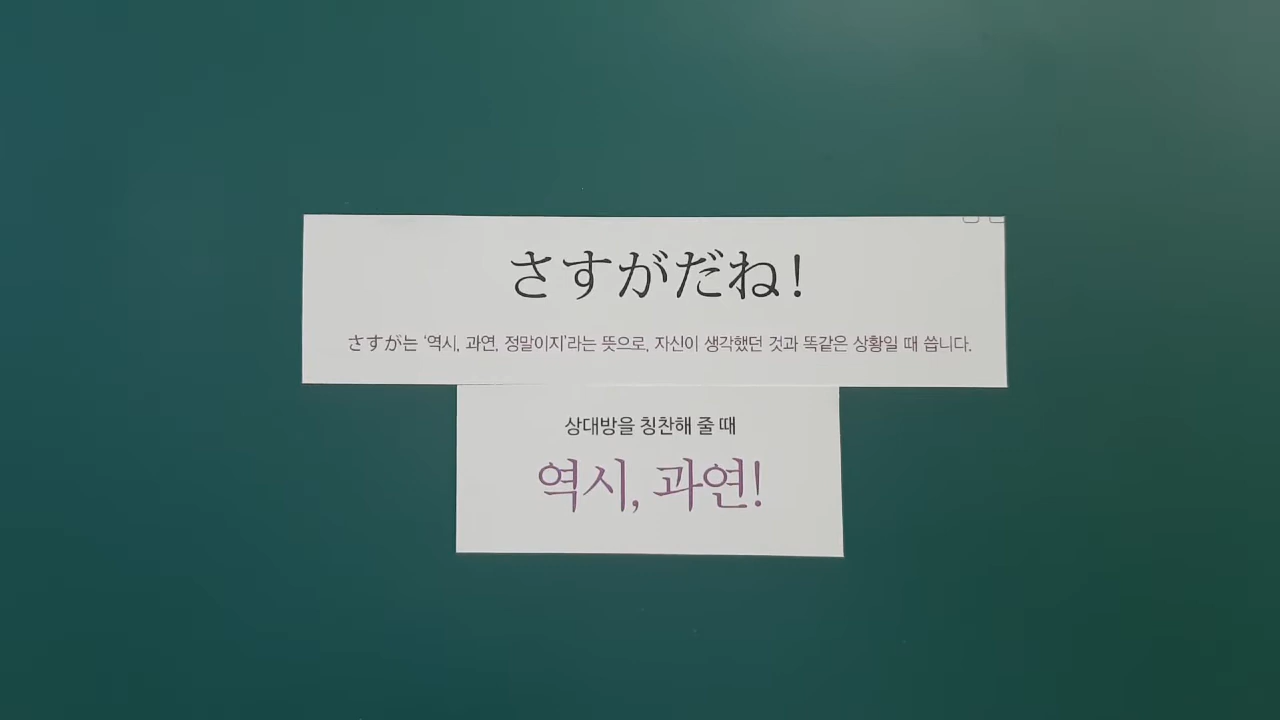 さすがだね!
さすがは '역시, 과연, 정말이지'라는 뜻으로, 자신이 생각했던 것과 똑같은 상황일 때 씁니다.
상대방을 칭찬해 줄 때
역시, 과연!